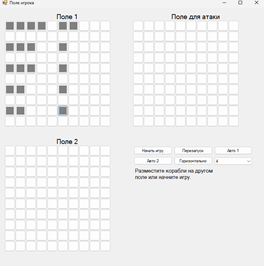 Поле игрока
Поле 1
Поле для атаки
Поле 2
Начать игру
Перезапуск
Авто 1
Авто 2
Горизонтально
4
Разместите корабли на другом
поле или начните игру.